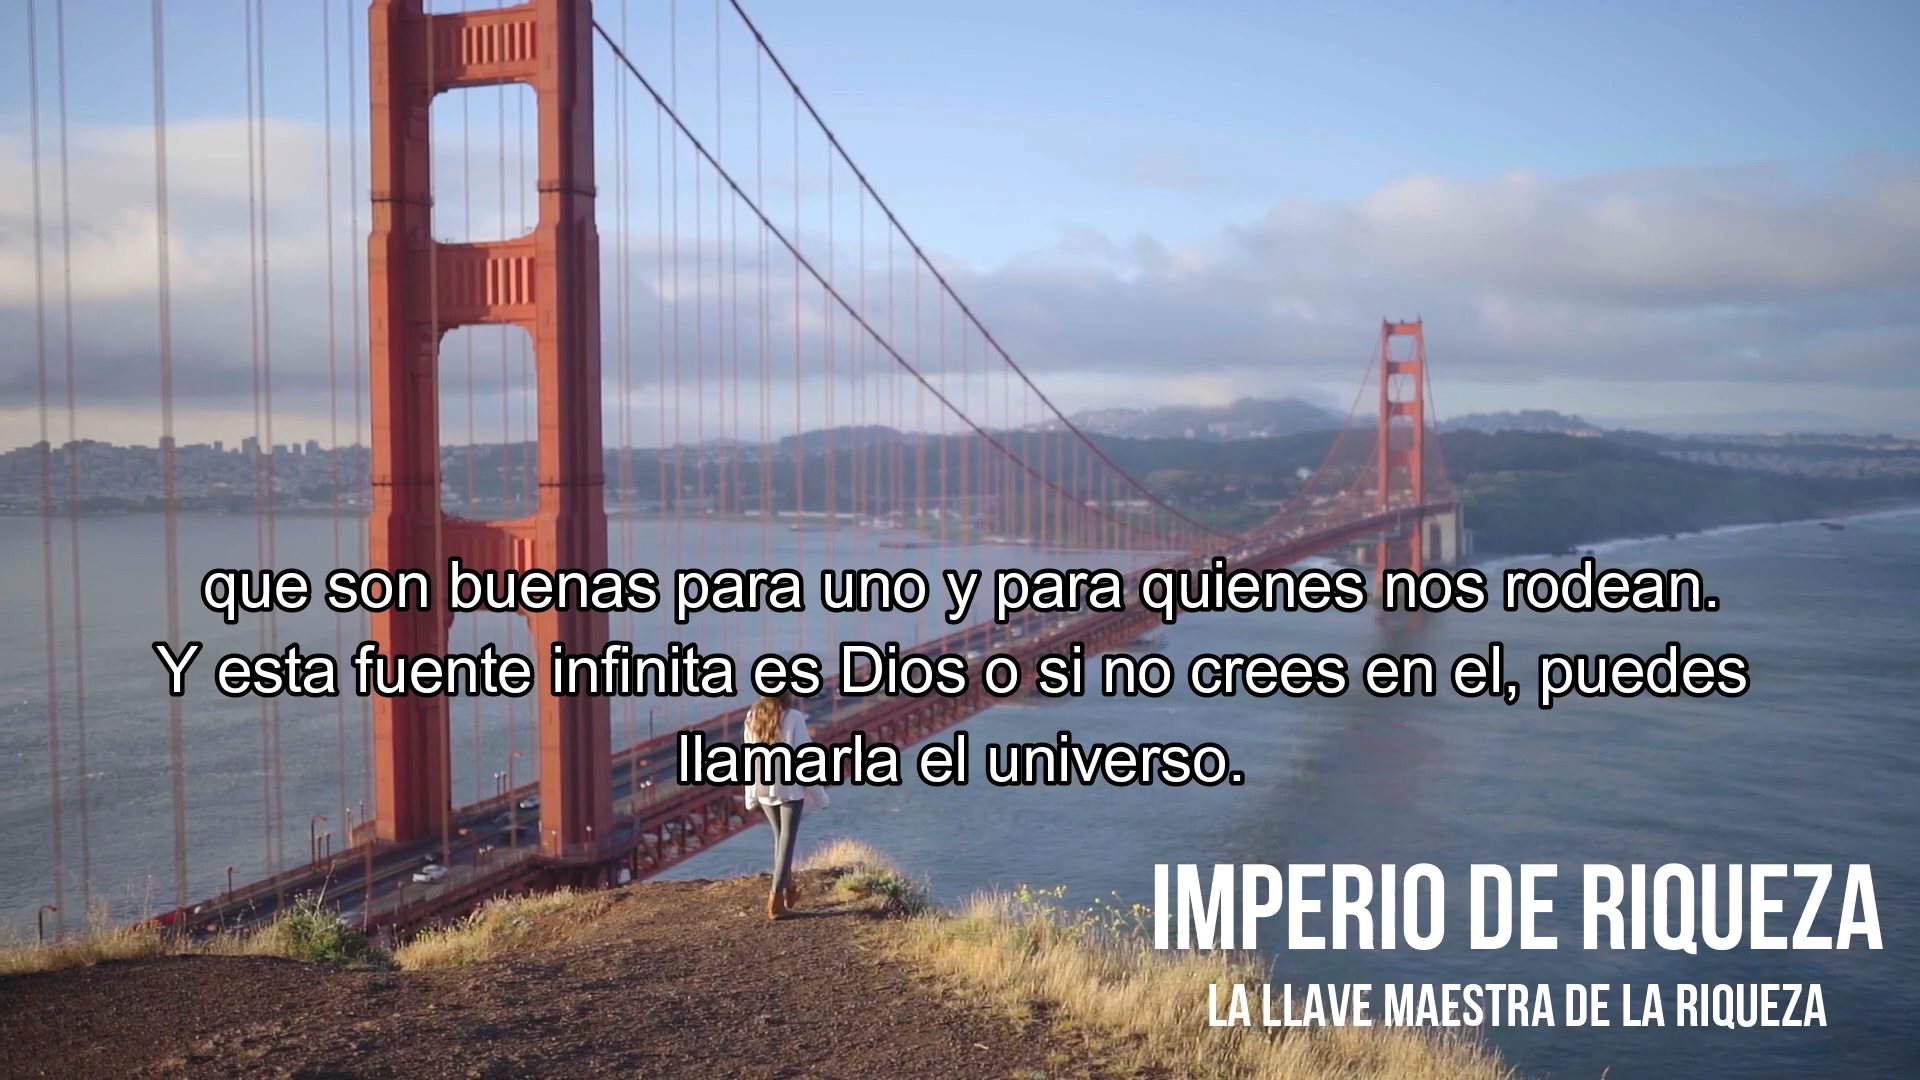 que son buenas para uno y para quienes nos rodean.
Y esta fuente infinita es Dios o si no crees en el, puedes
llamarla el universo.
IMPERIO DE RIQUEZA
LA LLAVE MAESTRA DE LA RIQUEZA